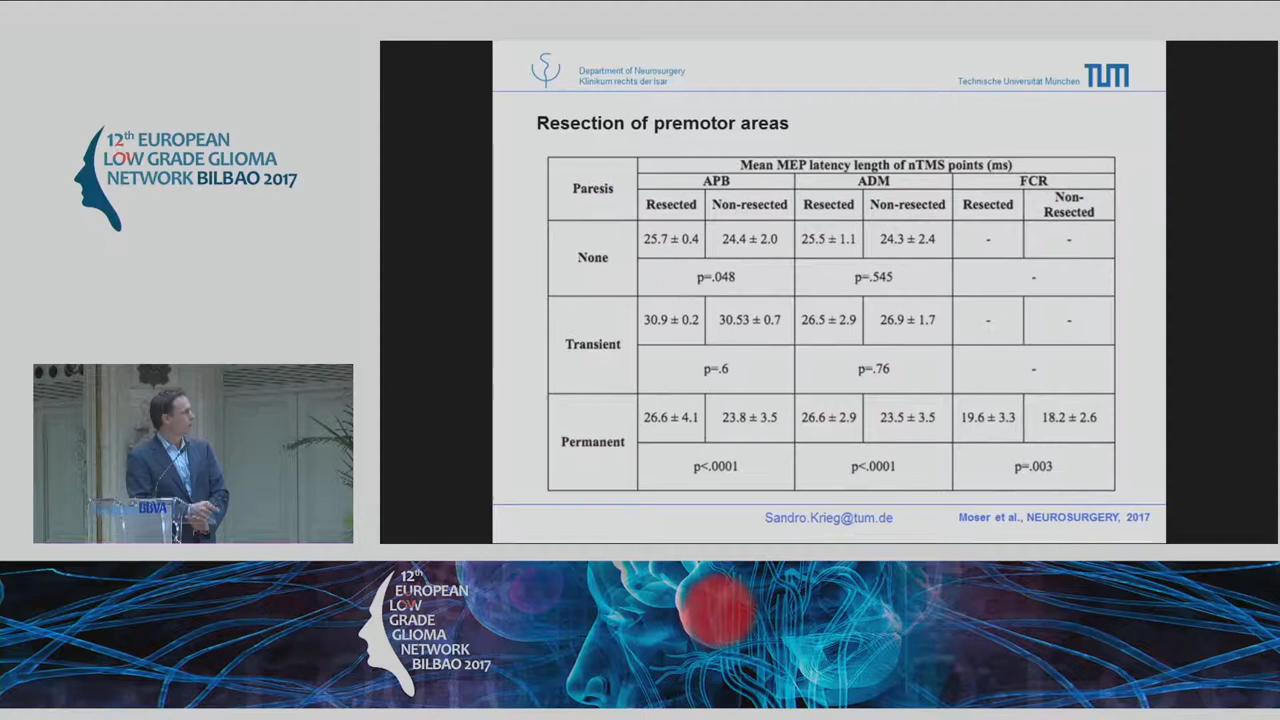 12th EUROPEAN
LOW GRADE GLIOMA
NETWORK BILBAO 2017
Department of Neurosurgery
Klinikum rechts der Isar
Technische Universität München TUM
Resection of premotor areas
Paresis
Mean MEP latency length of nTMS points (ms)
APB ADM FCR
Resected Non-resected Resected Non-resected Resected Non-
Resected
None
25.7 ± 0.4 24.4 ± 2.0 25.5 ± 1.1 24.3 ± 2.4 - -
p=.048 p=.545 -
Transient
30.9 ± 0.2 30.53 ± 0.7 26.5 ± 2.9 26.9 ± 1.7 - -
p=.6 p=.76 -
Permanent
26.6 ± 4.1 23.8 ± 3.5 26.6 ± 2.9 23.5 ± 3.5 19.6 ± 3.3 18.2 ± 2.6
p<.0001 p<.0001 p=.003
Sandro.Krieg@tum.de Moser et al., NEUROSURGERY, 2017
BBVA
12th
EUROPEAN
LOW
GRADE
GLIOMA
NETWORK
BILBAO 2017